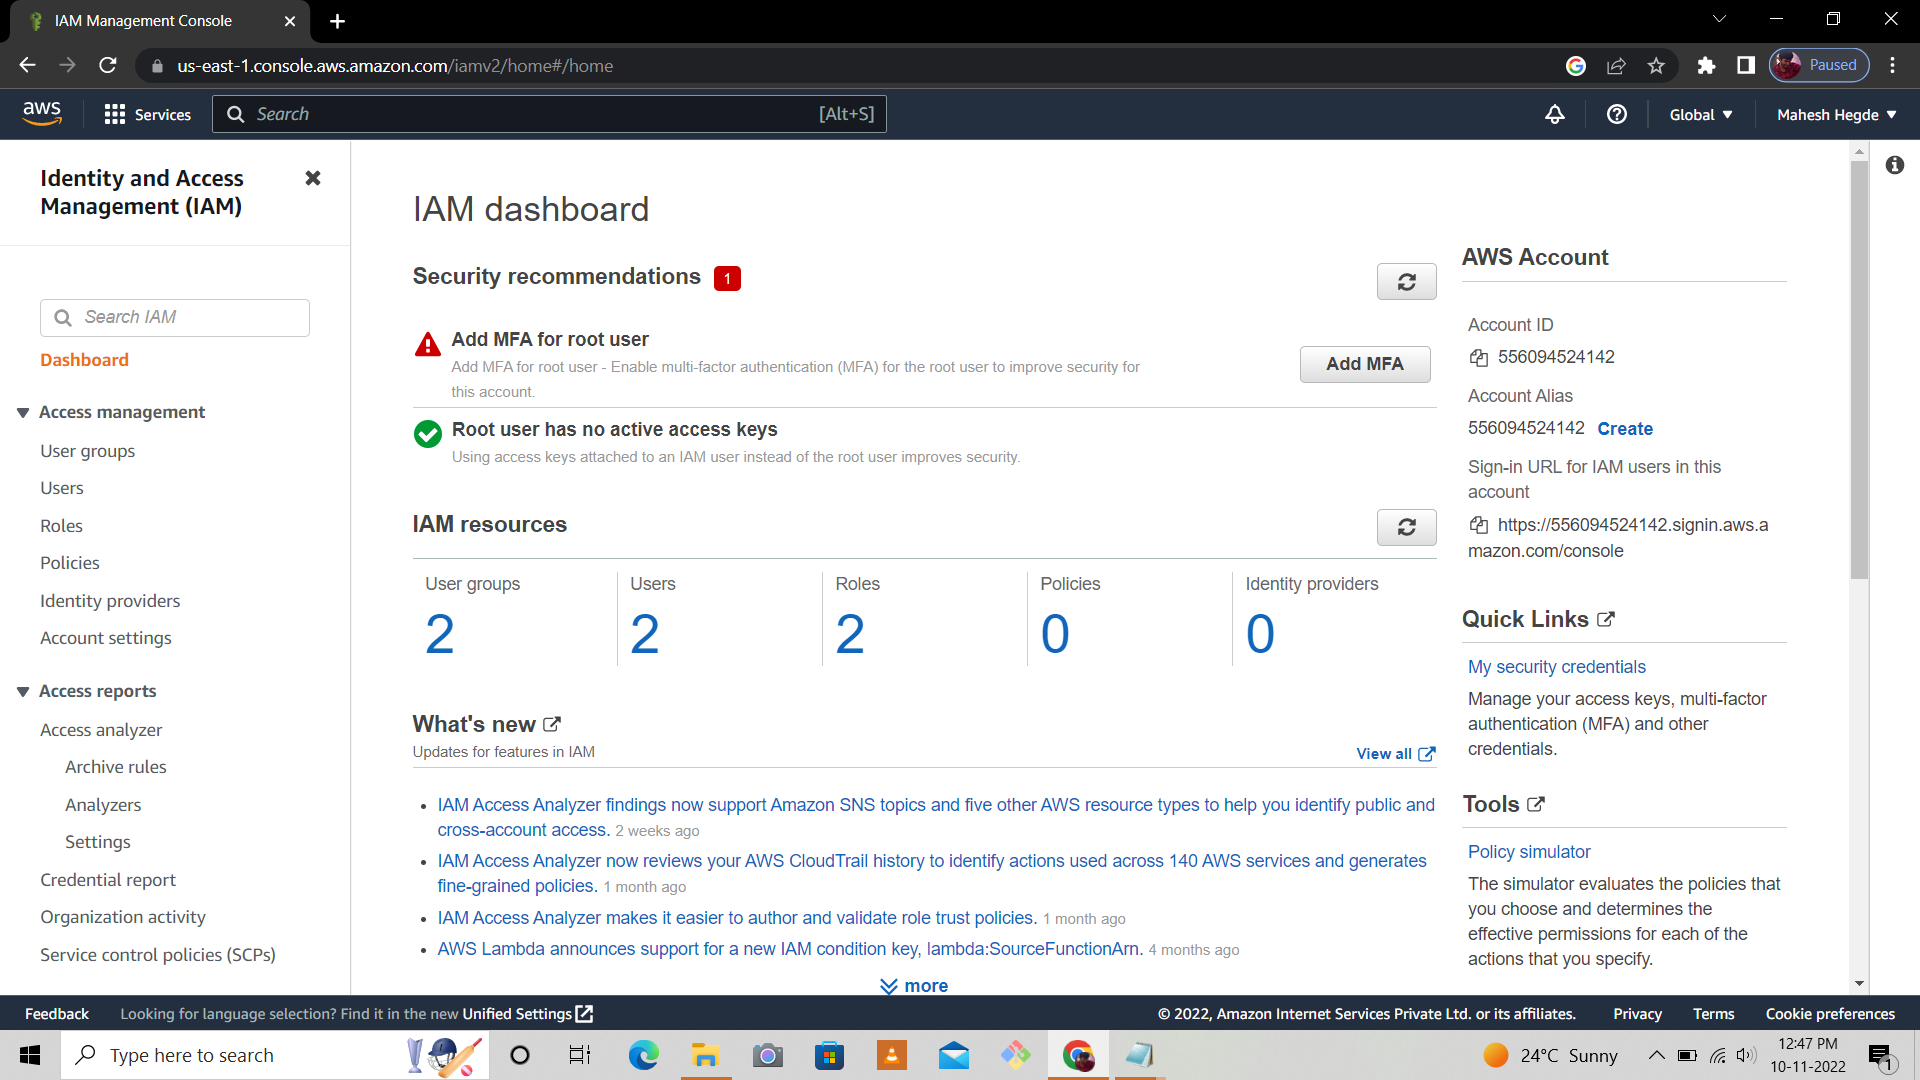 IAM Management Console
us-east-1.console.aws.amazon.com/iamv2/home#/home
Paused
aws
Services
Search
[Alt+S]
Global
Mahesh Hegde
Identity and Access
Management (IAM)
Search IAM
Dashboard
Access management
User groups
Users
Roles
Policies
Identity providers
Account settings
Access reports
Access analyzer
Archive rules
Analyzers
Settings
Credential report
Organization activity
Service control policies (SCPs)
IAM dashboard
Security recommendations 1
Add MFA for root user
Add MFA for root user - Enable multi-factor authentication (MFA) for the root user to improve security for
this account.
Add MFA
Root user has no active access keys
Using access keys attached to an IAM user instead of the root user improves security.
IAM resources
User groups
2
Users
2
Roles
2
Policies
0
Identity providers
0
What's new
Updates for features in IAM
View all
• IAM Access Analyzer findings now support Amazon SNS topics and five other AWS resource types to help you identify public and
cross-account access. 2 weeks ago
• IAM Access Analyzer now reviews your AWS CloudTrail history to identify actions used across 140 AWS services and generates
fine-grained policies. 1 month ago
• IAM Access Analyzer makes it easier to author and validate role trust policies. 1 month ago
• AWS Lambda announces support for a new IAM condition key, lambda:SourceFunctionArn. 4 months ago
more
AWS Account
Account ID
556094524142
Account Alias
556094524142 Create
Sign-in URL for IAM users in this
account
https://556094524142.signin.aws.a
mazon.com/console
Quick Links
My security credentials
Manage your access keys, multi-factor
authentication (MFA) and other
credentials.
Tools
Policy simulator
The simulator evaluates the policies that
you choose and determines the
effective permissions for each of the
actions that you specify.
Feedback
Looking for language selection? Find it in the new Unified Settings
© 2022, Amazon Internet Services Private Ltd. or its affiliates.
Privacy
Terms
Cookie preferences
Type here to search
24°C Sunny
12:47 PM
10-11-2022
1